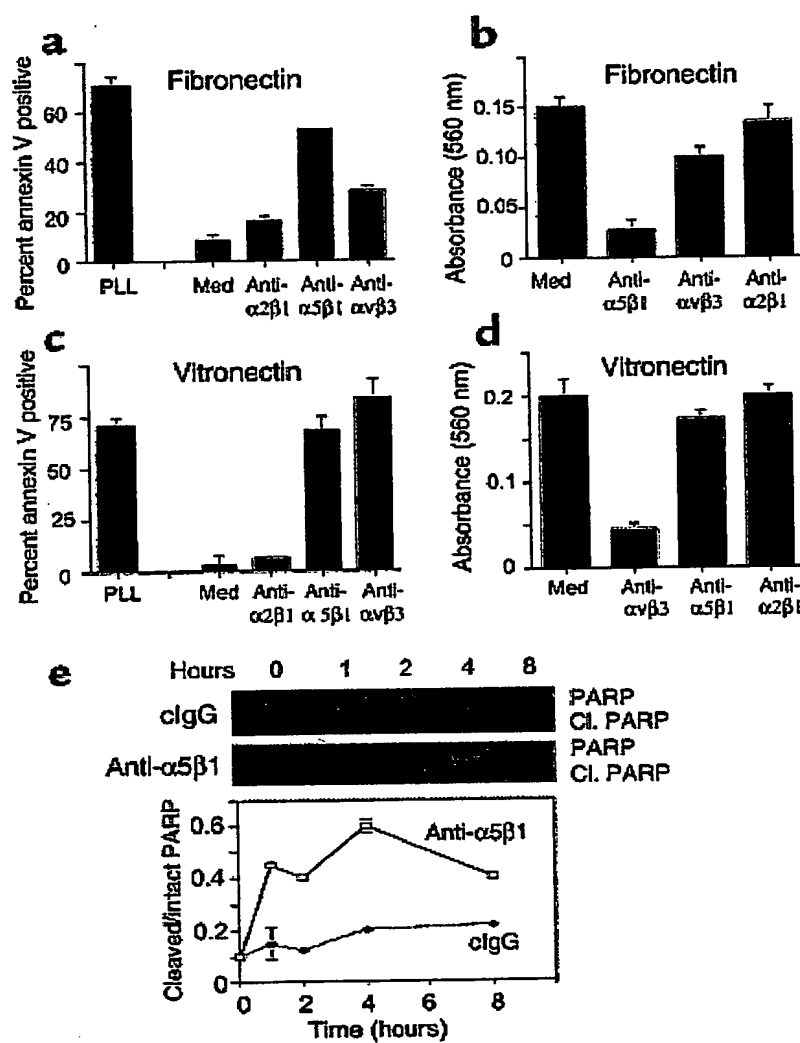 a
Fibronectin
Percent annexin V positive
60
40
20
0
PLL
Med
Anti-α2β1
Anti-α5β1
Anti-αvβ3
b
Fibronectin
Absorbance (560 nm)
0.15
0.10
0.05
0
Med
Anti-α5β1
Anti-αvβ3
Anti-α2β1
c
Vitronectin
Percent annexin V positive
75
50
25
0
PLL
Med
Anti-α2β1
Anti-α5β1
Anti-αvβ3
d
Vitronectin
Absorbance (560 nm)
0.2
0.1
0
Med
Anti-αvβ3
Anti-α5β1
Anti-α2β1
e
Hours 0 1 2 4 8
cIgG
PARP
Cl. PARP
Anti-α5β1
PARP
Cl. PARP
Cleaved/intact PARP
0.6
0.4
0.2
0
Anti-α5β1
cIgG
0 2 4 6 8
Time (hours)